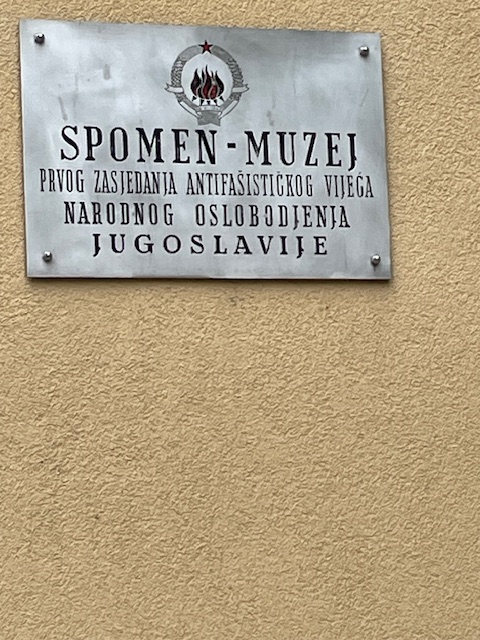 SPOMEN-MUZEJ
PRVOG ZASJEDANJA ANTIFAŠISTIČKOG VIJEĆA
NARODNOG OSLOBODJENJA
JUGOSLAVIJE